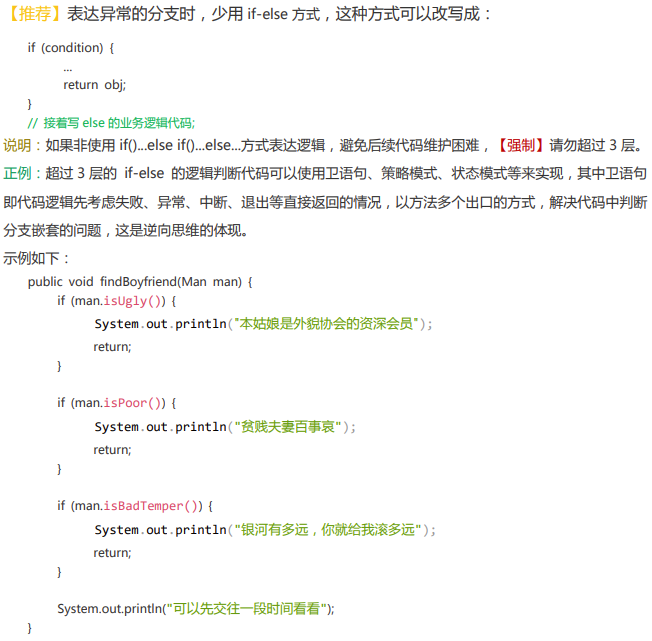 【推荐】表达异常的分支时，少用 if-else 方式，这种方式可以改写成：
if (condition) {
...
return obj;
}
// 接着写 else 的业务逻辑代码;
说明：如果非使用 if()...else if()...else...方式表达逻辑，避免后续代码维护困难，【强制】请勿超过 3 层。
正例：超过 3 层的 if-else 的逻辑判断代码可以使用卫语句、策略模式、状态模式等来实现，其中卫语句
即代码逻辑先考虑失败、异常、中断、退出等直接返回的情况，以方法多个出口的方式，解决代码中判断
分支嵌套的问题，这是逆向思维的体现。
示例如下：
public void findBoyfriend(Man man) {
if (man.isUgly()) {
System.out.println("本姑娘是外貌协会的资深会员");
return;
}
if (man.isPoor()) {
System.out.println("贫贱夫妻百事哀");
return;
}
if (man.isBadTemper()) {
System.out.println("银河有多远，你就给我滚多远");
return;
}
System.out.println("可以先交往一段时间看看");
}